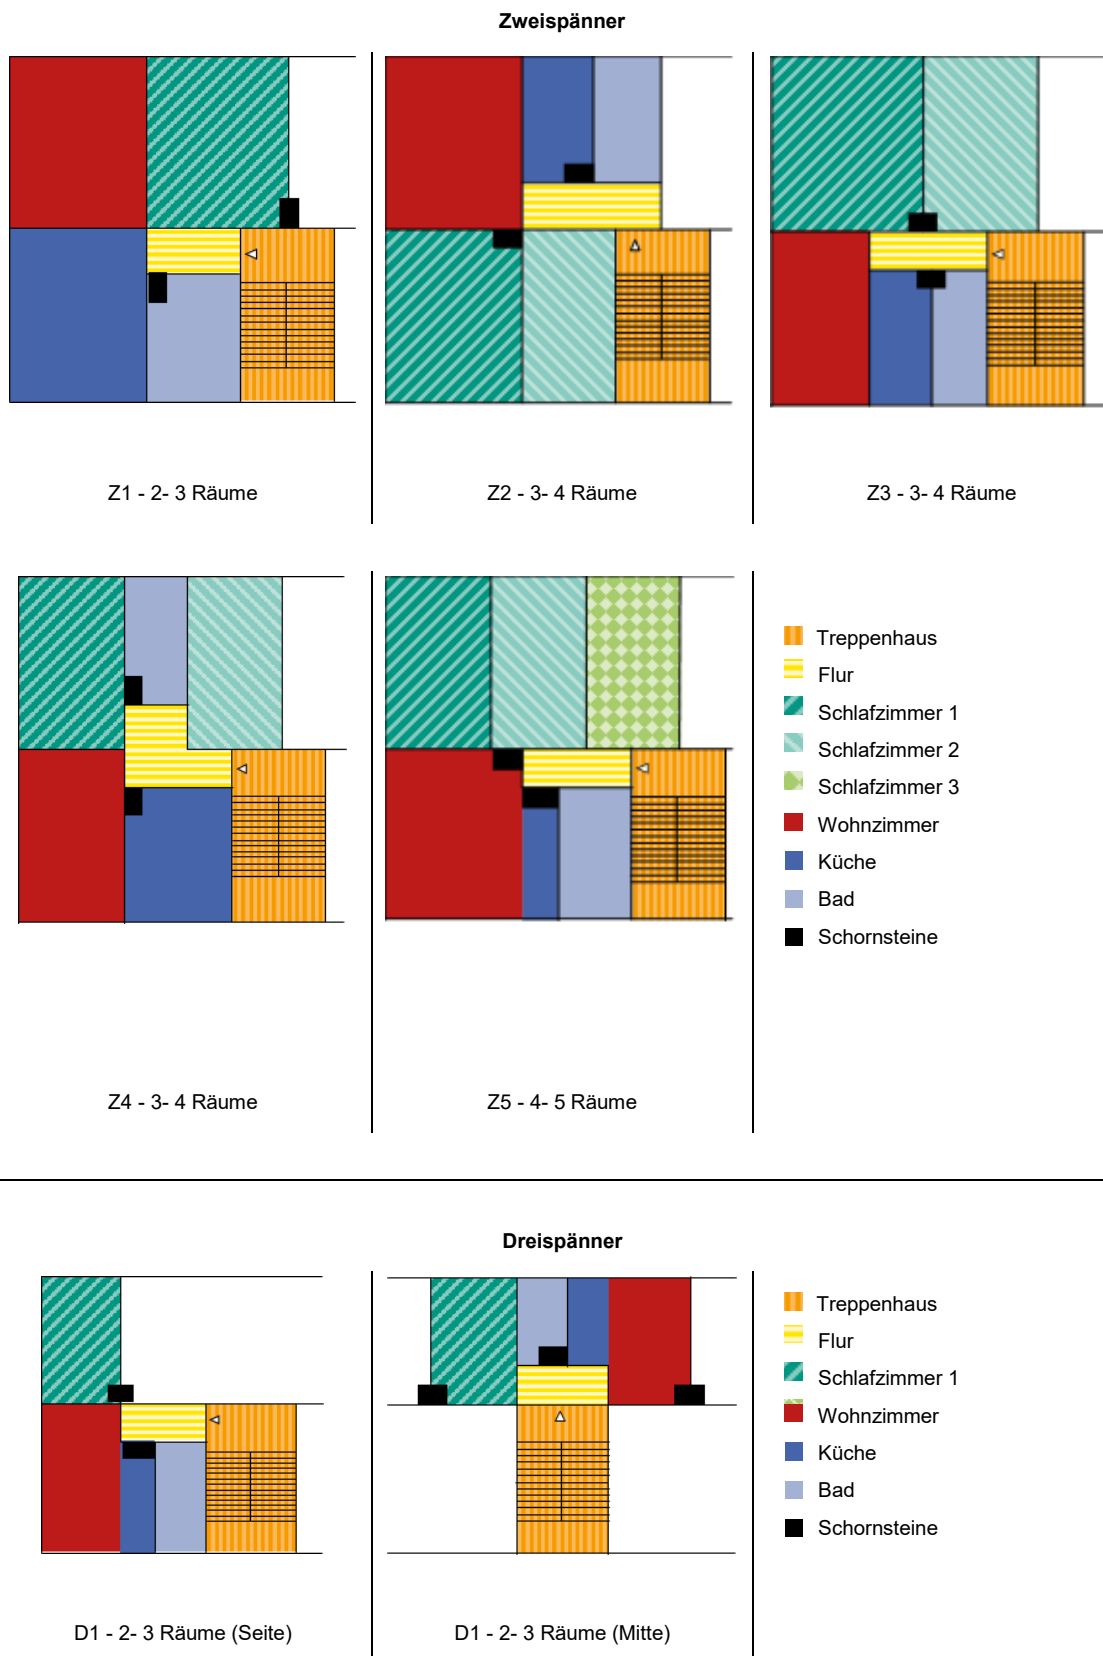 Zweispänner
Z1 - 2- 3 Räume
Z2 - 3- 4 Räume
Z3 - 3- 4 Räume
Treppenhaus
Flur
Schlafzimmer 1
Schlafzimmer 2
Schlafzimmer 3
Wohnzimmer
Küche
Bad
Schornsteine
Z4 - 3- 4 Räume
Z5 - 4- 5 Räume
Dreispänner
Treppenhaus
Flur
Schlafzimmer 1
Wohnzimmer
Küche
Bad
Schornsteine
D1 - 2- 3 Räume (Seite)
D1 - 2- 3 Räume (Mitte)